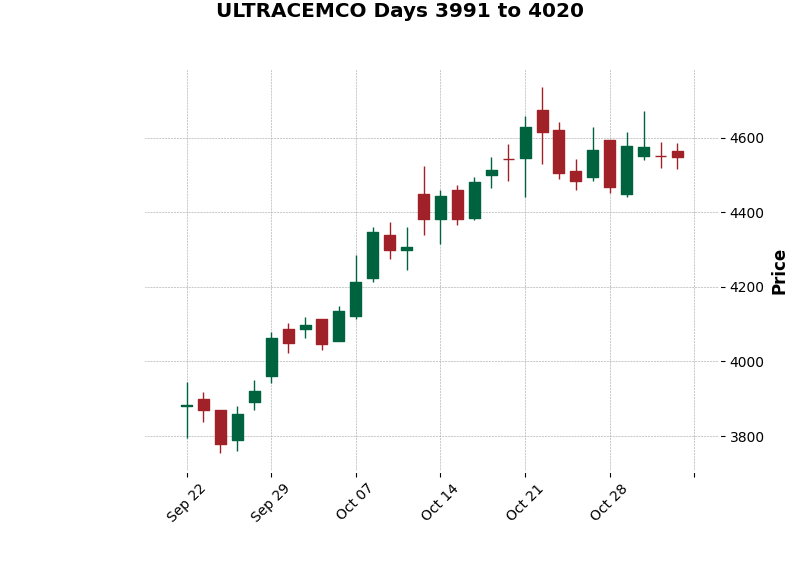 ULTRACEMCO Days 3991 to 4020
4600
4400
4200
4000
3800
Price
Sep 22
Sep 29
Oct 07
Oct 14
Oct 21
Oct 28